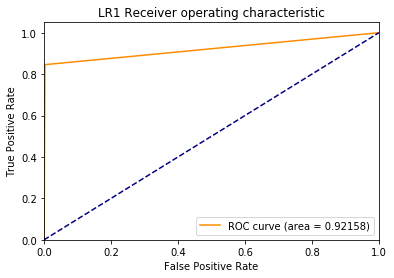 LR1 Receiver operating characteristic
True Positive Rate
1.0
0.8
0.6
0.4
0.2
0.0
ROC curve (area = 0.92158)
0.0 0.2 0.4 0.6 0.8 1.0
False Positive Rate